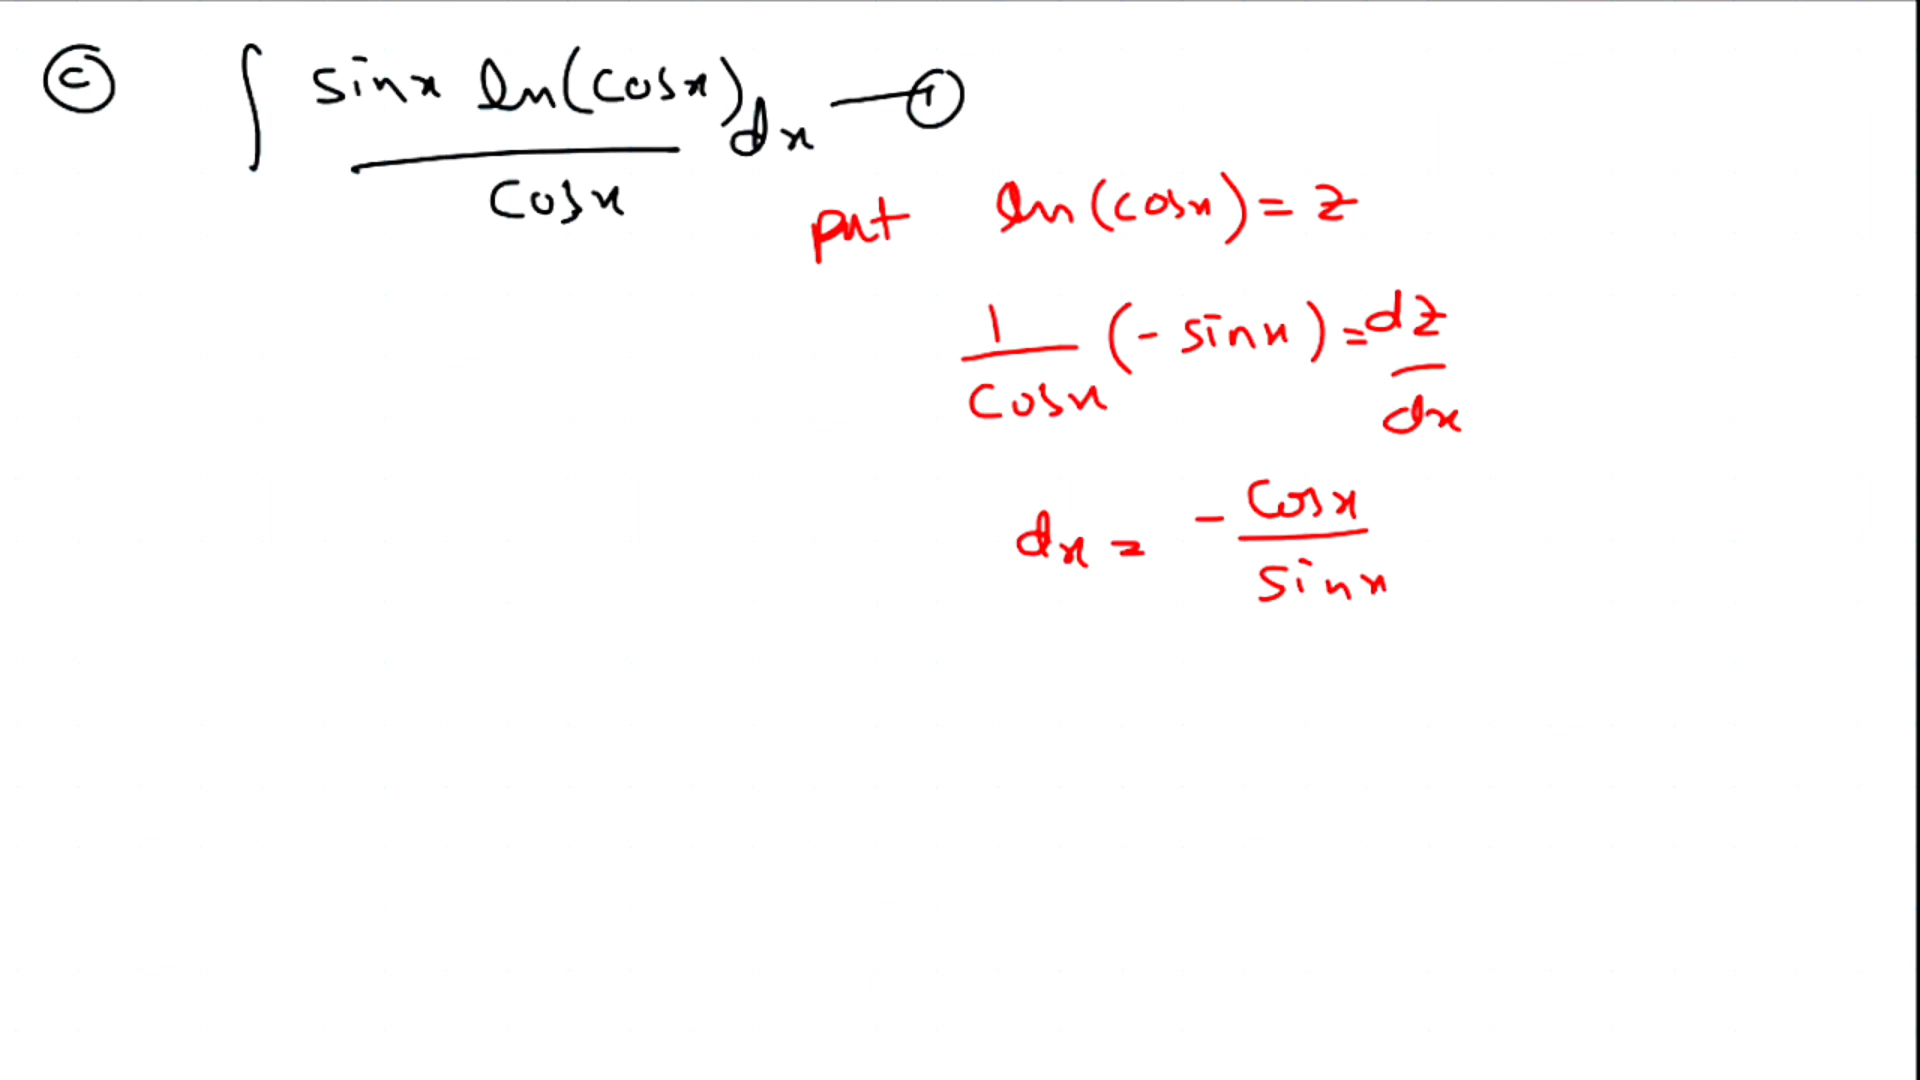 ⓒ ∫ sinx ln(cosx) / cosx dx —①
put ln(cosx) = z
1/cosx (- sinx) = dz/dx
dx = - cosx/sinx